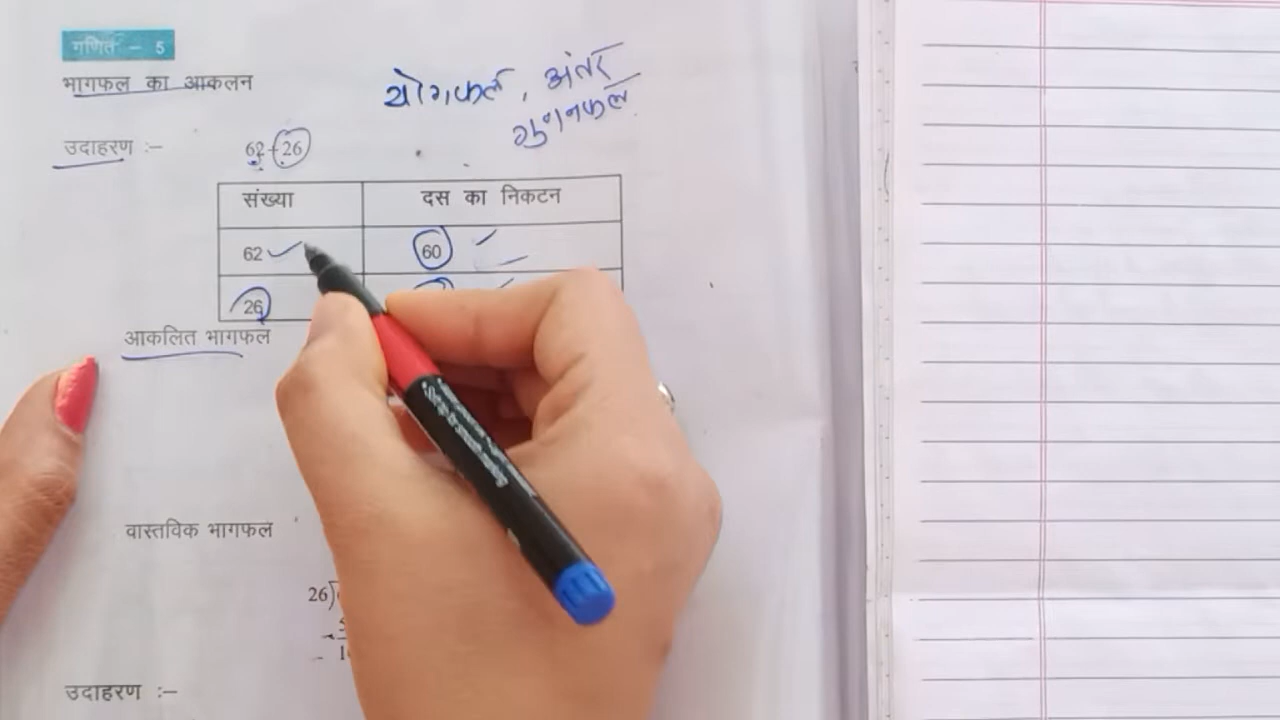 गणित - 5
भागफल का आकलन
योगफल, अंतर
गुणनफल
उदाहरण :-
62÷26
संख्या दस का निकटन
62 60
26
आकलित भागफल
वास्तविक भागफल
26)
उदाहरण :-